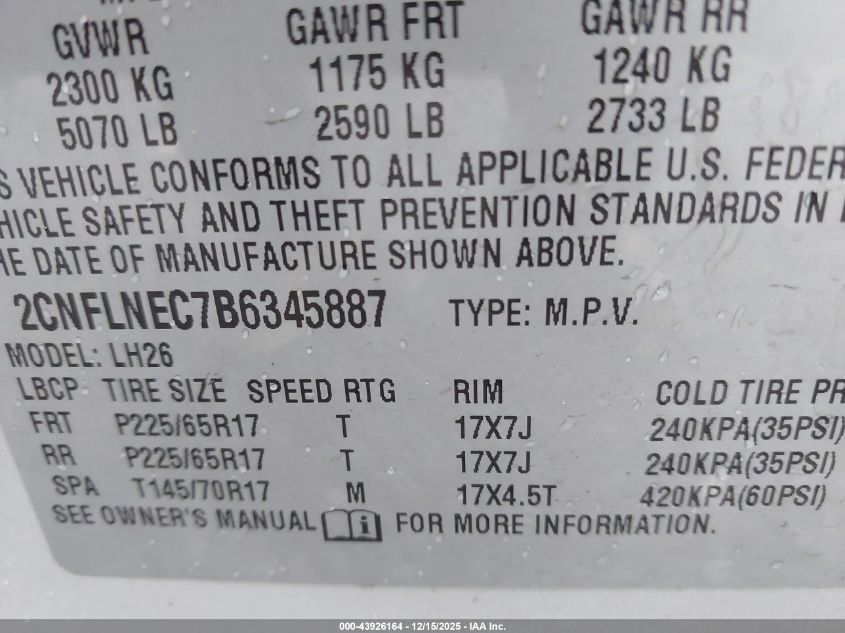 GVWR GAWR FRT GAWR RR
2300 KG 1175 KG 1240 KG
5070 LB 2590 LB 2733 LB
S VEHICLE CONFORMS TO ALL APPLICABLE U.S. FEDER
HICLE SAFETY AND THEFT PREVENTION STANDARDS IN
HE DATE OF MANUFACTURE SHOWN ABOVE.
2CNFLNEC7B6345887 TYPE: M.P.V.
MODEL: LH26
LBCP TIRE SIZE SPEED RTG RIM COLD TIRE PR
FRT P225/65R17 T 17X7J 240KPA(35PSI)
RR P225/65R17 T 17X7J 240KPA(35PSI)
SPA T145/70R17 M 17X4.5T 420KPA(60PSI)
SEE OWNER'S MANUAL FOR MORE INFORMATION.
000-43926164 - 12/15/2025 - IAA Inc.